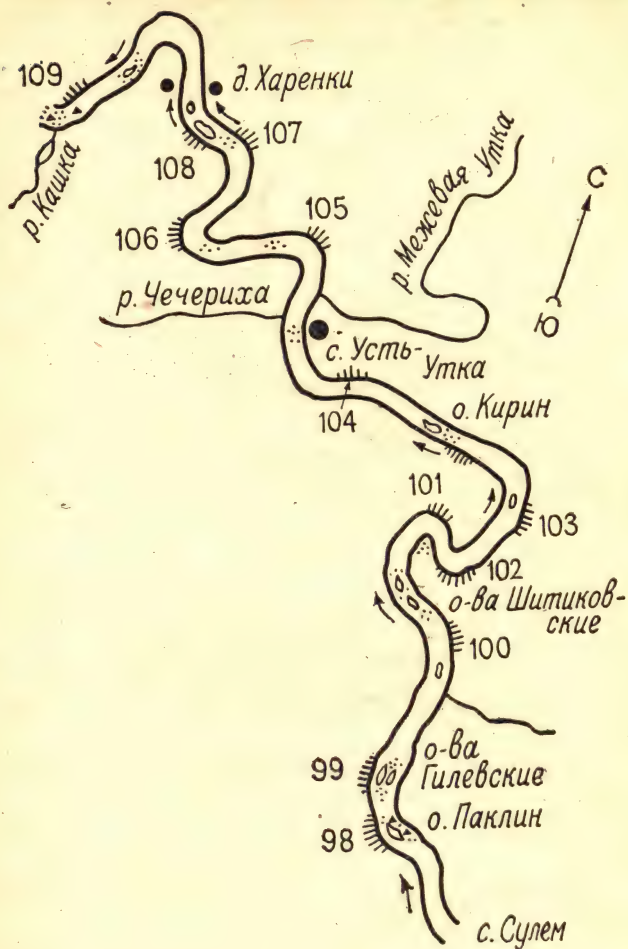 109
д. Харенки
107
108
р. Кашка
106
105
р. Межевая Утка
С
Ю
р. Чечериха
с. Усть-
Утка
104
о. Кирин
101
103
102
о-ва Шитиков-
ские
100
о-ва
Гилевские
99
о. Паклин
98
с. Сулем